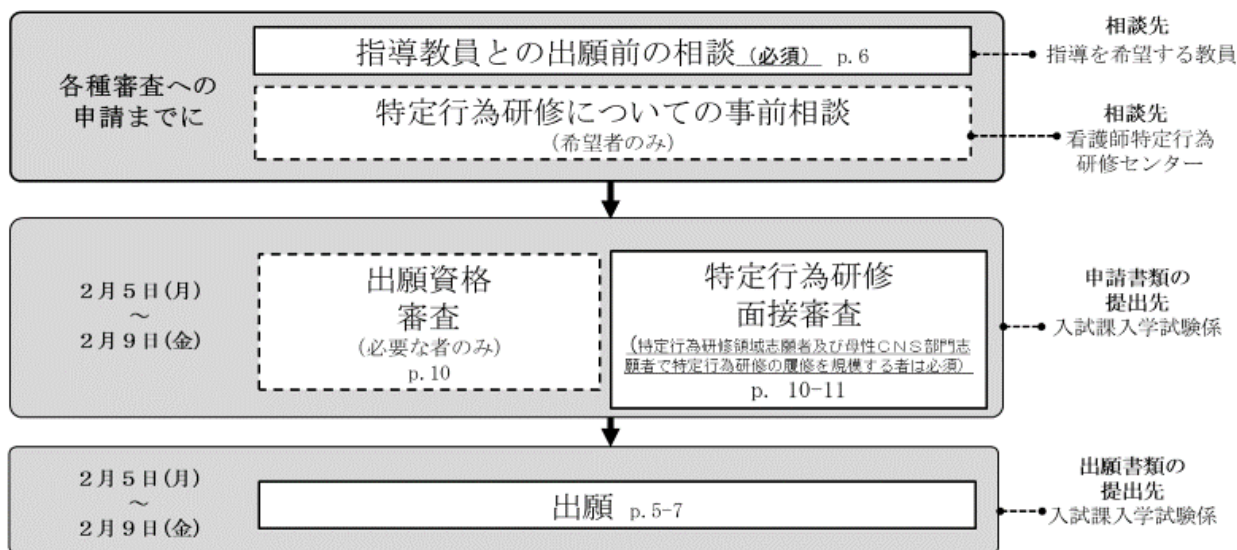 各種審査への
申請までに
指導教員との出願前の相談(必須) p.6
特定行為研修についての事前相談
(希望者のみ)
相談先
指導を希望する教員
相談先
看護師特定行為
研修センター
2月5日(月)
～
2月9日(金)
出願資格
審査
(必要な者のみ)
p.10
特定行為研修
面接審査
(特定行為研修領域志願者及び母性CNS部門志
願者で特定行為研修の履修を規模する者は必須)
p. 10-11
申請書類の
提出先
入試課入学試験係
2月5日(月)
～
2月9日(金)
出願 p.5-7
出願書類の
提出先
入試課入学試験係